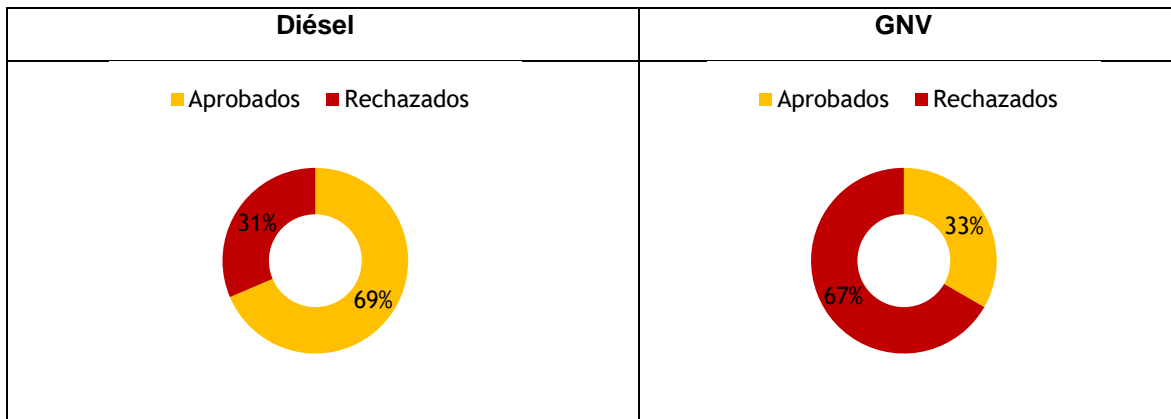 Diésel
GNV
Aprobados Rechazados
31%
69%
Aprobados Rechazados
33%
67%